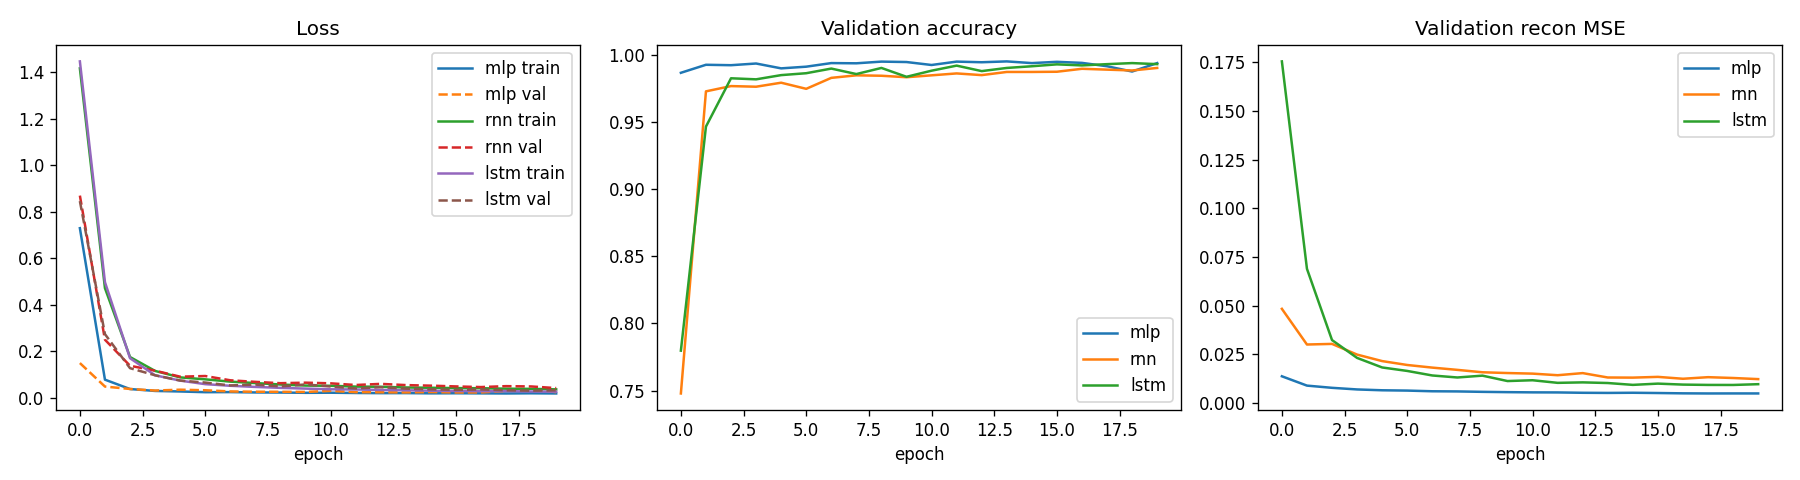 Loss
1.4
1.2
1.0
0.8
0.6
0.4
0.2
0.0
0.0 2.5 5.0 7.5 10.0 12.5 15.0 17.5
epoch
mlp train
mlp val
rnn train
rnn val
lstm train
lstm val
Validation accuracy
1.00
0.95
0.90
0.85
0.80
0.75
0.0 2.5 5.0 7.5 10.0 12.5 15.0 17.5
epoch
mlp
rnn
lstm
Validation recon MSE
0.175
0.150
0.125
0.100
0.075
0.050
0.025
0.000
0.0 2.5 5.0 7.5 10.0 12.5 15.0 17.5
epoch
mlp
rnn
lstm